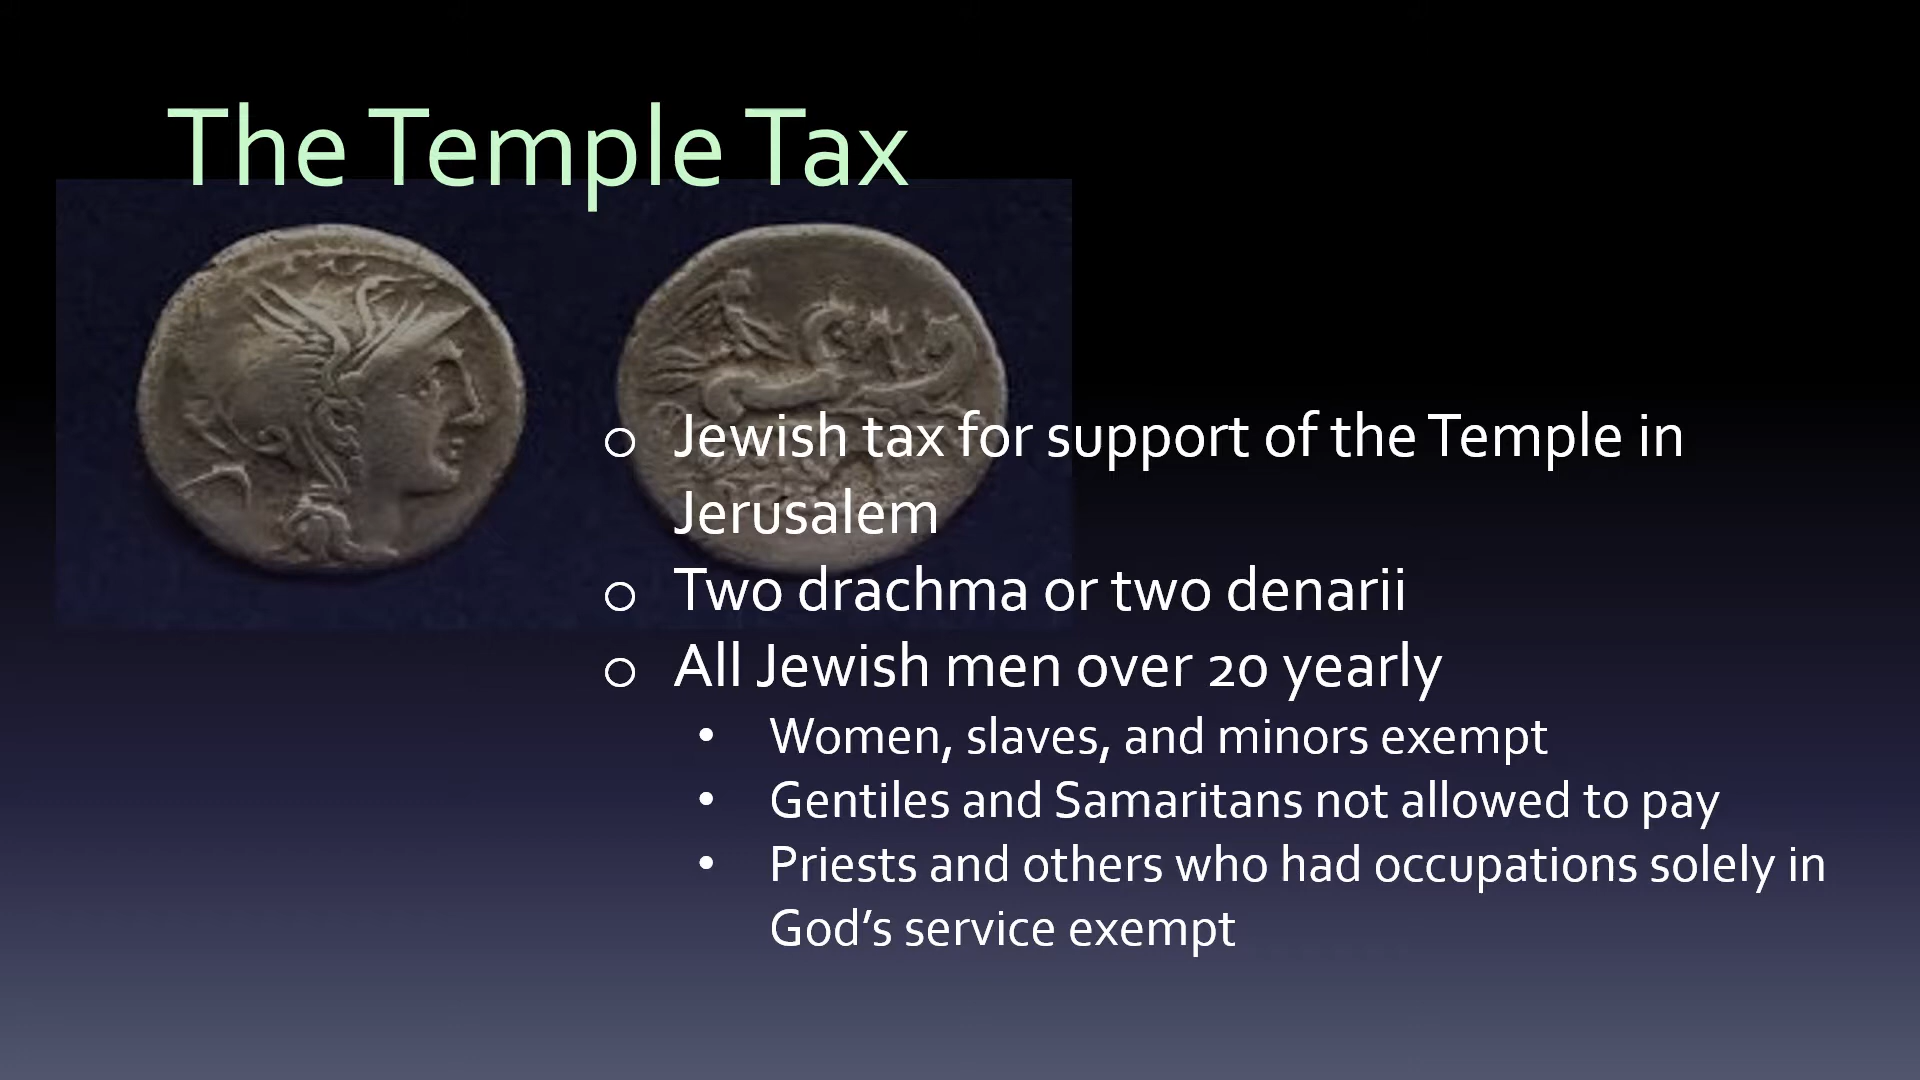 The Temple Tax
o Jewish tax for support of the Temple in
Jerusalem
o Two drachma or two denarii
o All Jewish men over 20 yearly
• Women, slaves, and minors exempt
• Gentiles and Samaritans not allowed to pay
• Priests and others who had occupations solely in
God’s service exempt